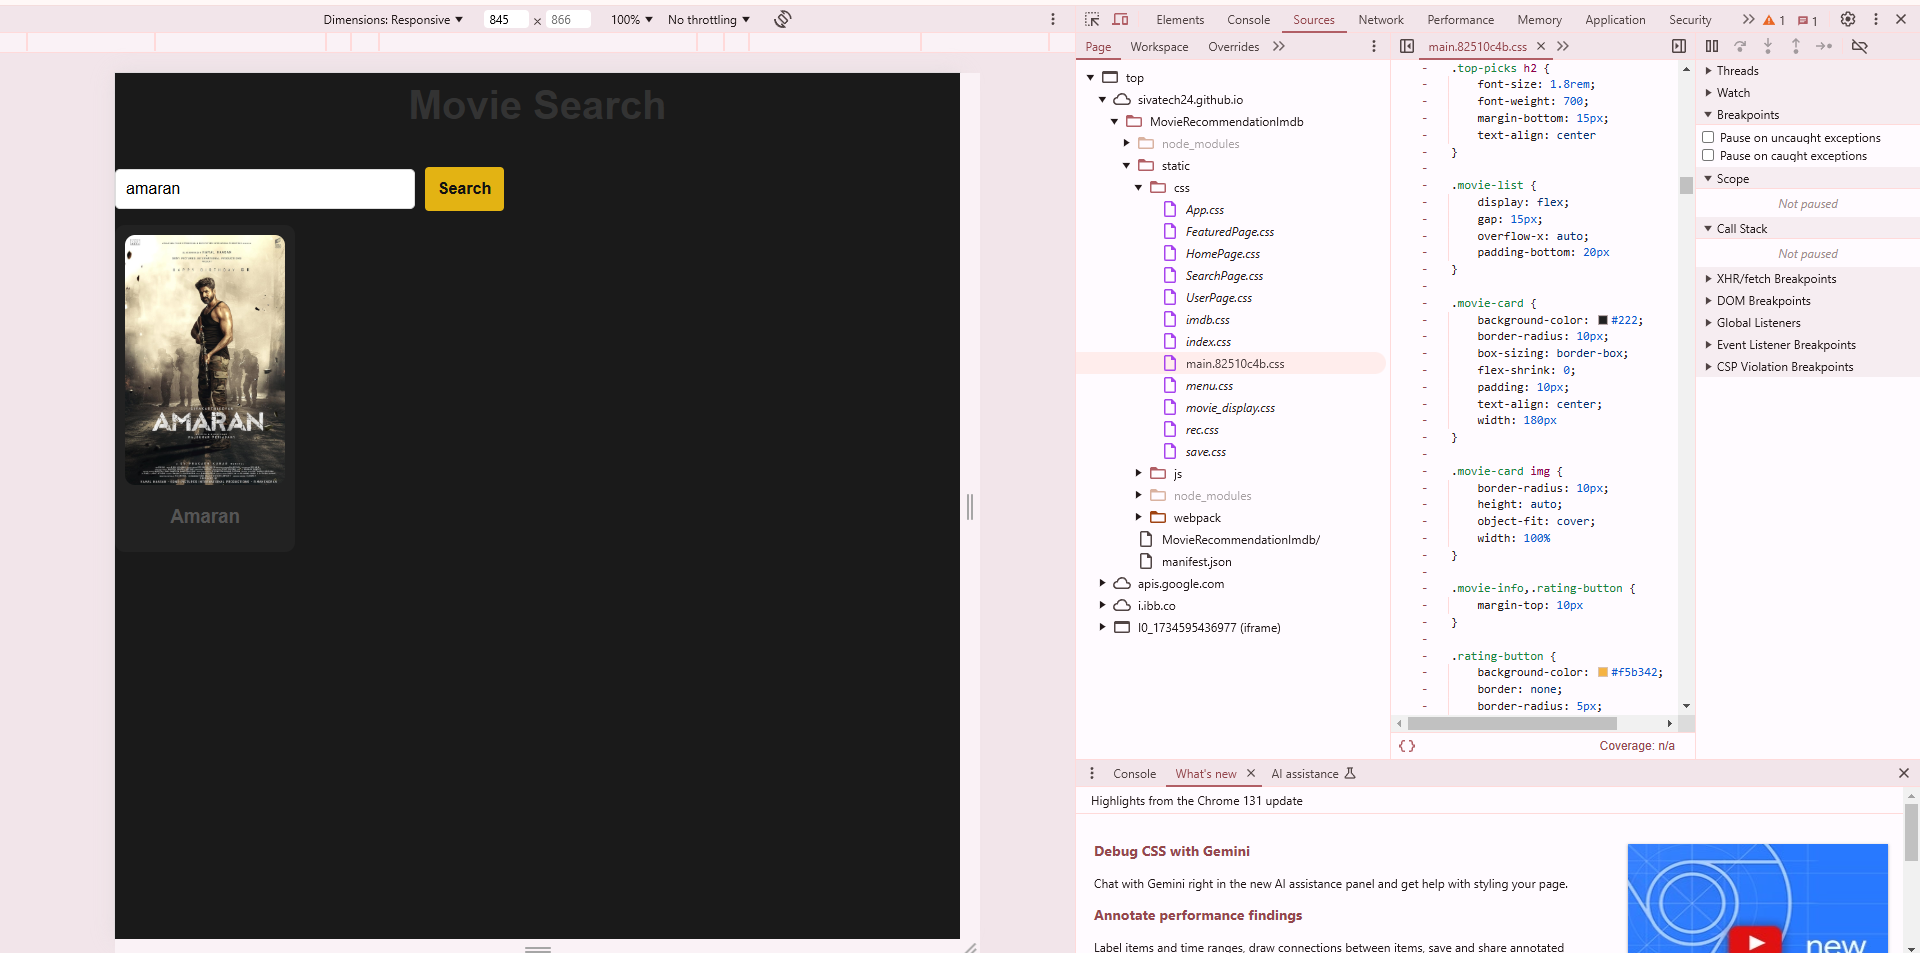 Dimensions: Responsive 845 × 866 100% No throttling
Movie Search
amaran
Search
AMARAN
Amaran
Elements Console Sources Network Performance Memory Application Security 1 1
Page Workspace Overrides
top
sivatech24.github.io
MovieRecommendationImdb
node_modules
static
css
App.css
FeaturedPage.css
HomePage.css
SearchPage.css
UserPage.css
imdb.css
index.css
main.82510c4b.css
menu.css
movie_display.css
rec.css
save.css
js
node_modules
webpack
MovieRecommendationImdb/
manifest.json
apis.google.com
i.ibb.co
I0_1734595436977 (iframe)
main.82510c4b.css
- .top-picks h2 {
- font-size: 1.8rem;
- font-weight: 700;
- margin-bottom: 15px;
- text-align: center
- }
-
- .movie-list {
- display: flex;
- gap: 15px;
- overflow-x: auto;
- padding-bottom: 20px
- }
-
- .movie-card {
- background-color: #222;
- border-radius: 10px;
- box-sizing: border-box;
- flex-shrink: 0;
- padding: 10px;
- text-align: center;
- width: 180px
- }
-
- .movie-card img {
- border-radius: 10px;
- height: auto;
- object-fit: cover;
- width: 100%
- }
-
- .movie-info,.rating-button {
- margin-top: 10px
- }
-
- .rating-button {
- background-color: #f5b342;
- border: none;
- border-radius: 5px;
{} Coverage: n/a
Threads
Watch
Breakpoints
Pause on uncaught exceptions
Pause on caught exceptions
Scope
Not paused
Call Stack
Not paused
XHR/fetch Breakpoints
DOM Breakpoints
Global Listeners
Event Listener Breakpoints
CSP Violation Breakpoints
Console What's new AI assistance
Highlights from the Chrome 131 update
Debug CSS with Gemini
Chat with Gemini right in the new AI assistance panel and get help with styling your page.
Annotate performance findings
Label items and time ranges, draw connections between items, save and share annotated
new